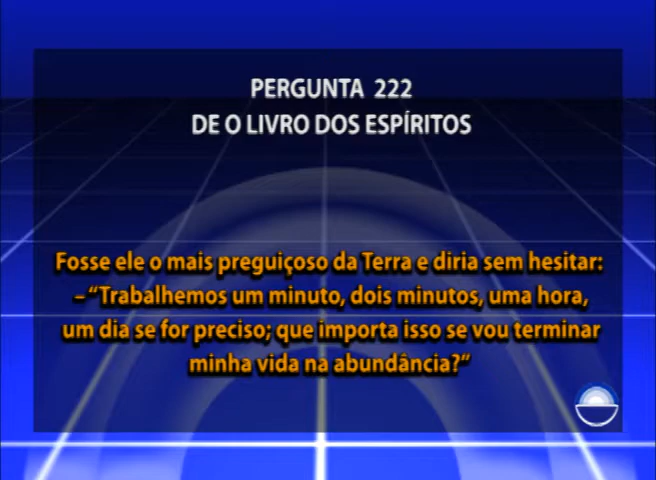 PERGUNTA 222
DE O LIVRO DOS ESPÍRITOS
Fosse ele o mais preguiçoso da Terra e diria sem hesitar:
– “Trabalhemos um minuto, dois minutos, uma hora,
um dia se for preciso; que importa isso se vou terminar
minha vida na abundância?”